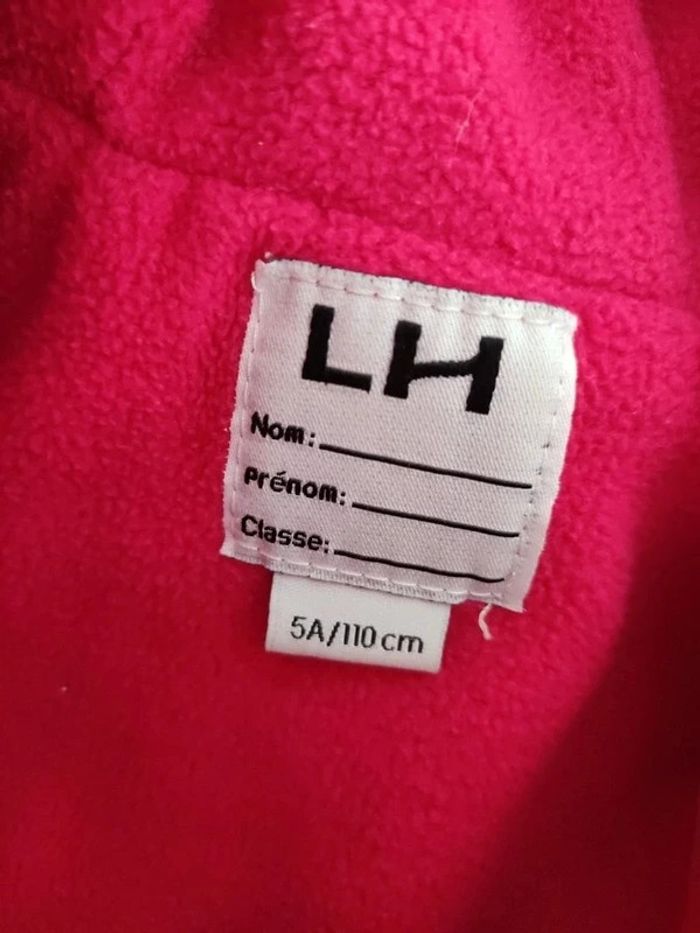 LH
Nom:
Prénom:
Classe:
5A/110 cm